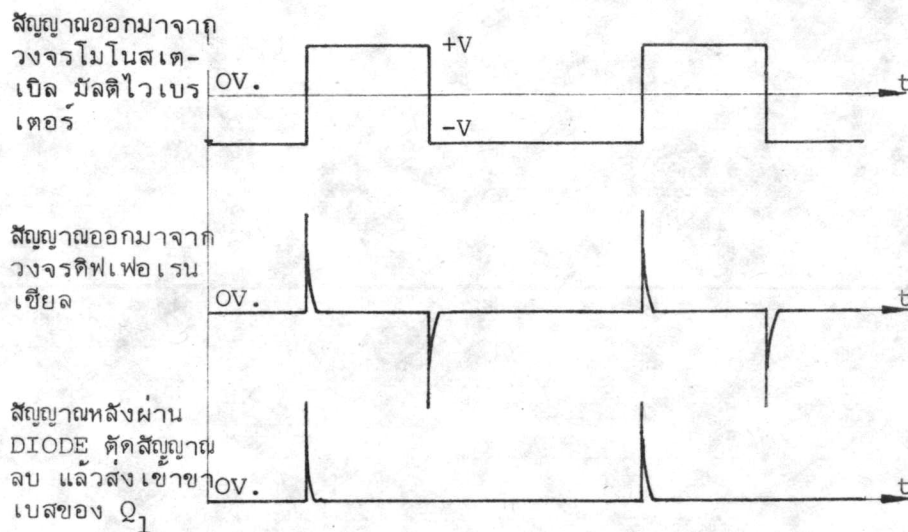 สัญญาณออกมาจาก
วงจรโมโนสเต-
เบิล มัลติไวเบร
เตอร์
+V
OV.
t
-V
สัญญาณออกมาจาก
วงจรดิฟเฟอเรน
เชียล
OV.
t
สัญญาณหลังผ่าน
DIODE ตัดสัญญาณ
ลบ แล้วส่งเข้าขา
เบสของ Q1
OV.
t